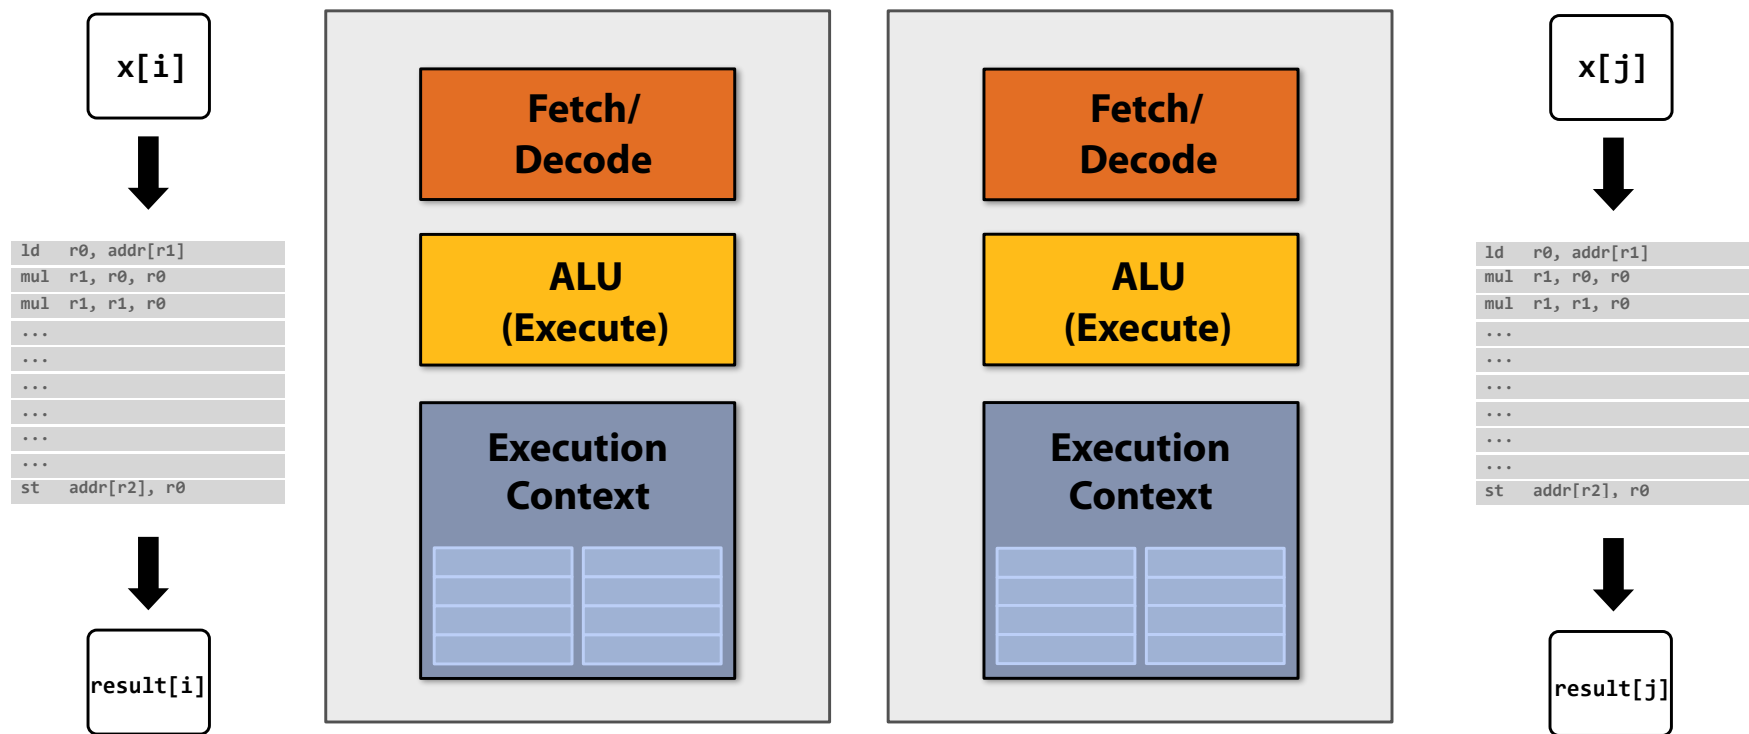 x[i]
ld r0, addr[r1]
mul r1, r0, r0
mul r1, r1, r0
...
...
...
...
...
...
st addr[r2], r0
result[i]
Fetch/
Decode
ALU
(Execute)
Execution
Context
Fetch/
Decode
ALU
(Execute)
Execution
Context
x[j]
ld r0, addr[r1]
mul r1, r0, r0
mul r1, r1, r0
...
...
...
...
...
...
st addr[r2], r0
result[j]